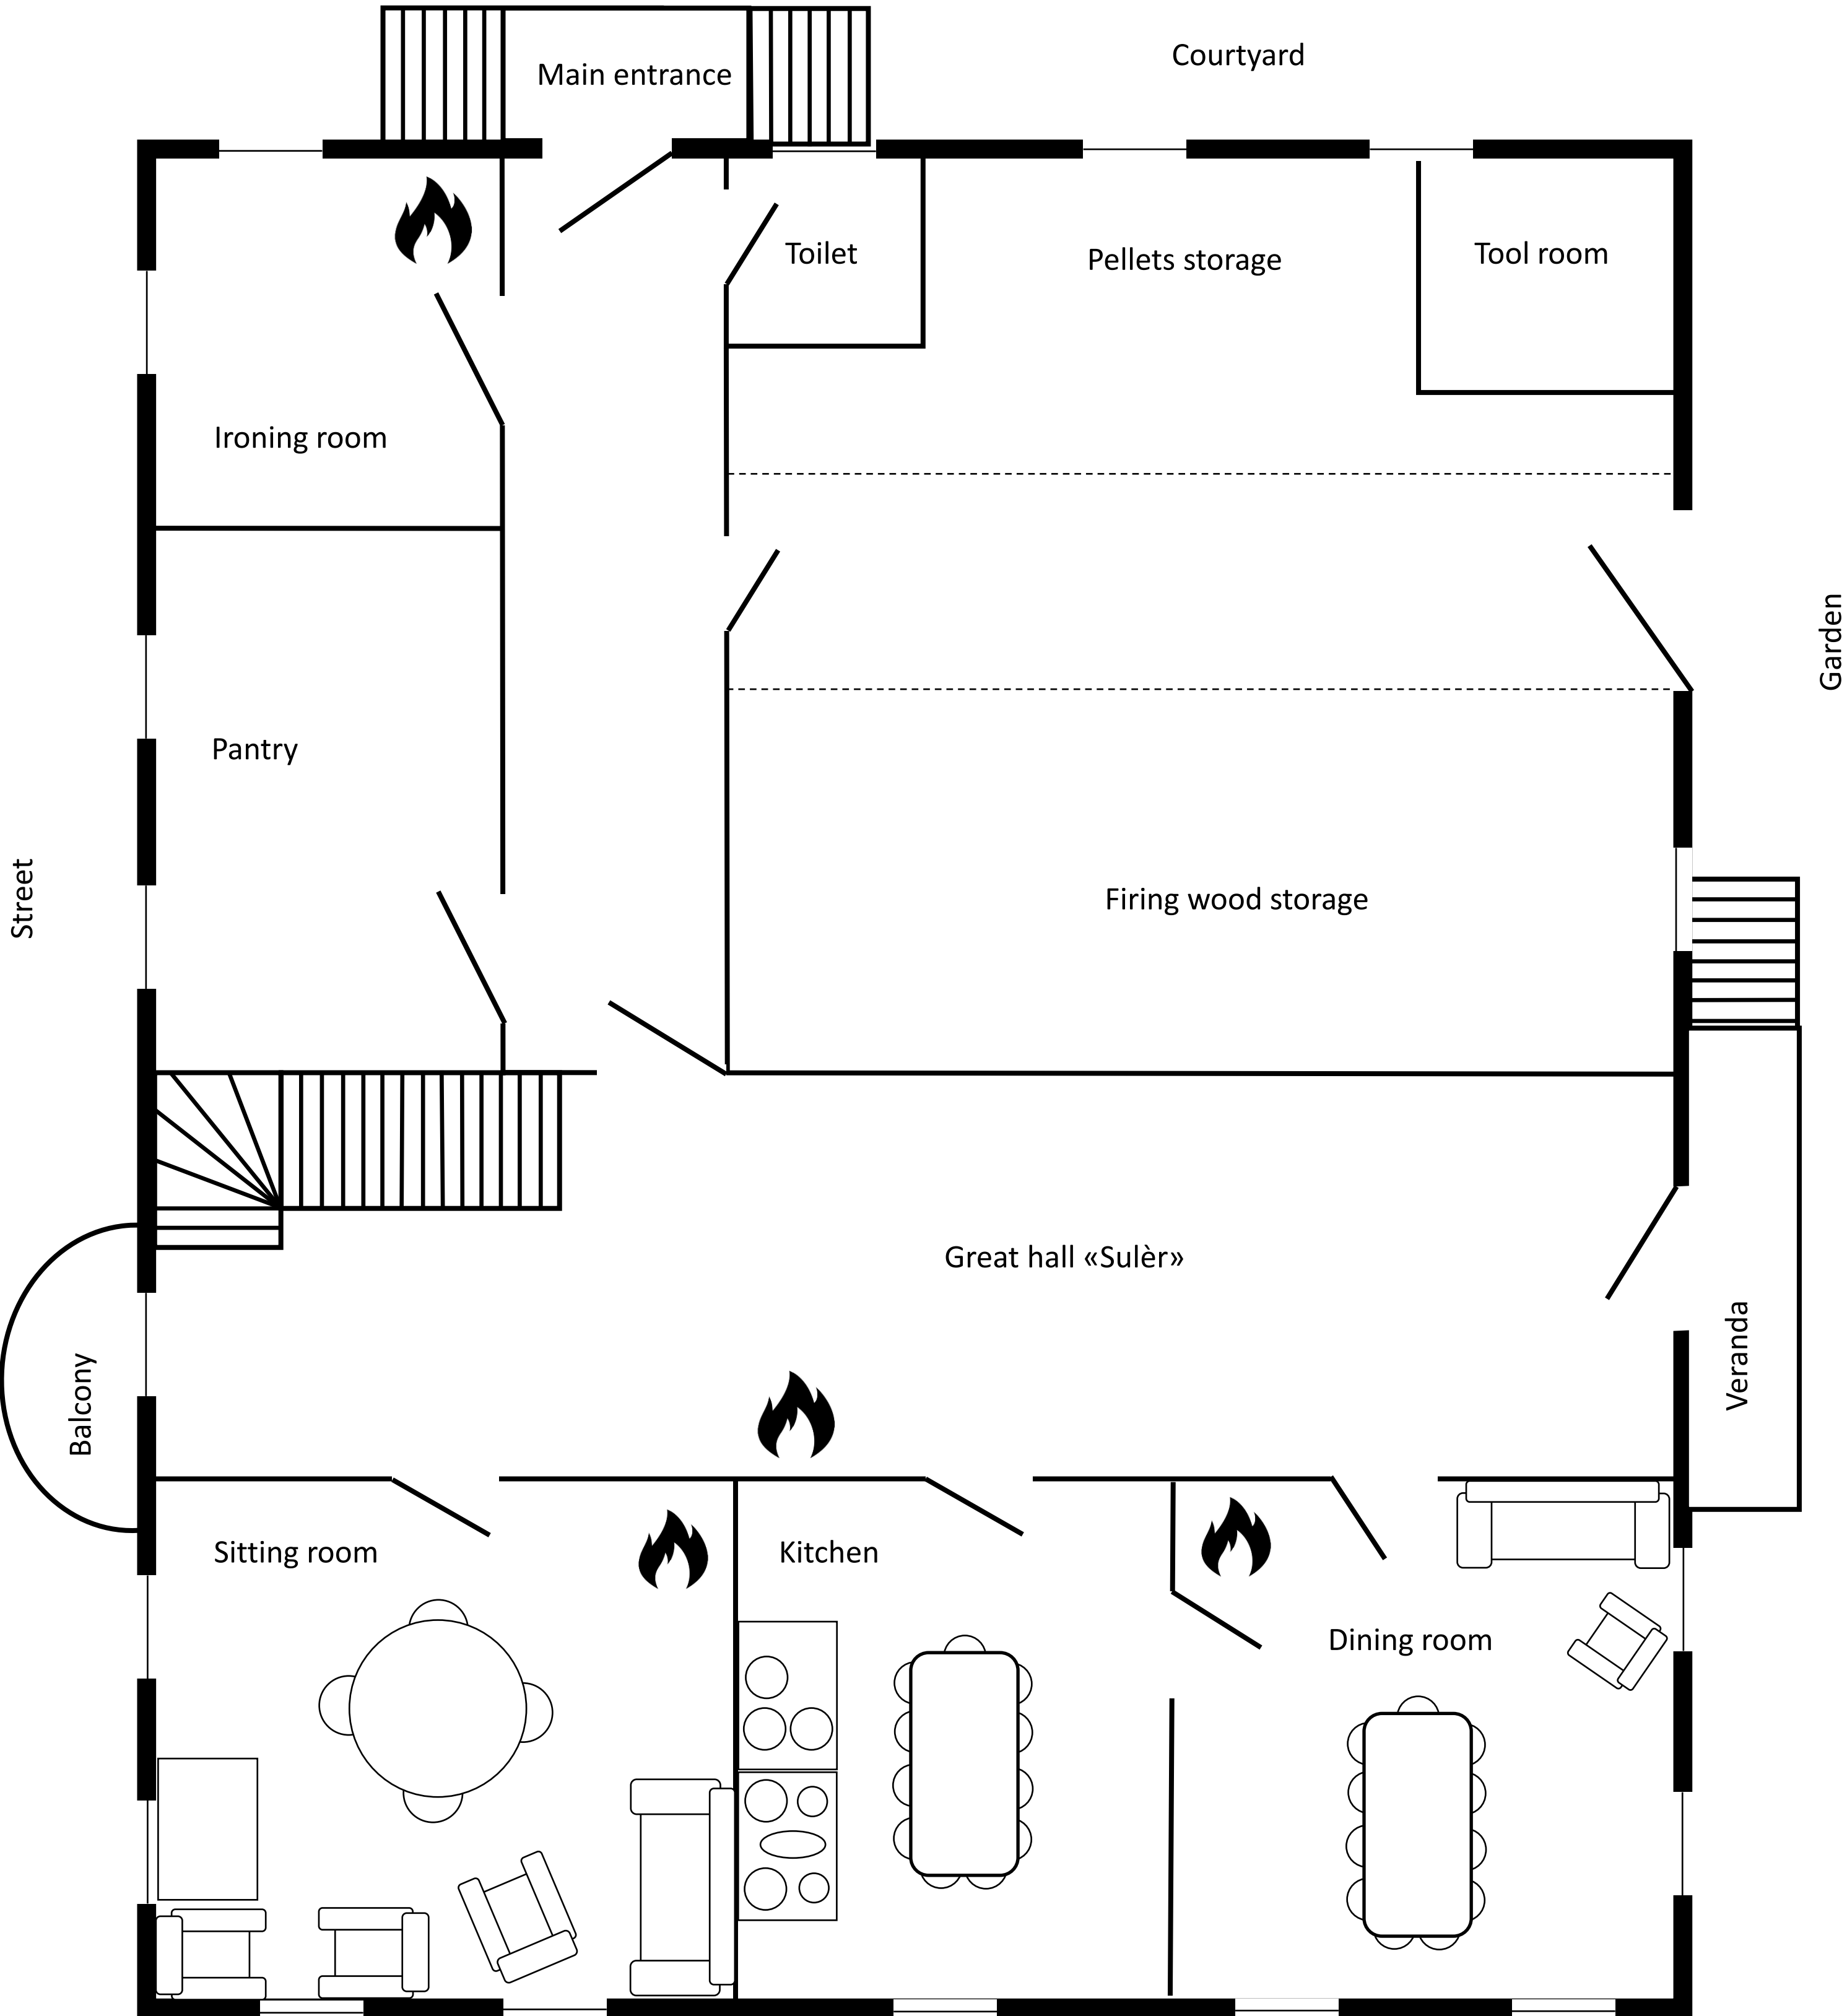 Courtyard
Main entrance
Toilet
Pellets storage
Tool room
Ironing room
Garden
Pantry
Street
Firing wood storage
Great hall «Sulèr»
Balcony
Veranda
Sitting room
Kitchen
Dining room